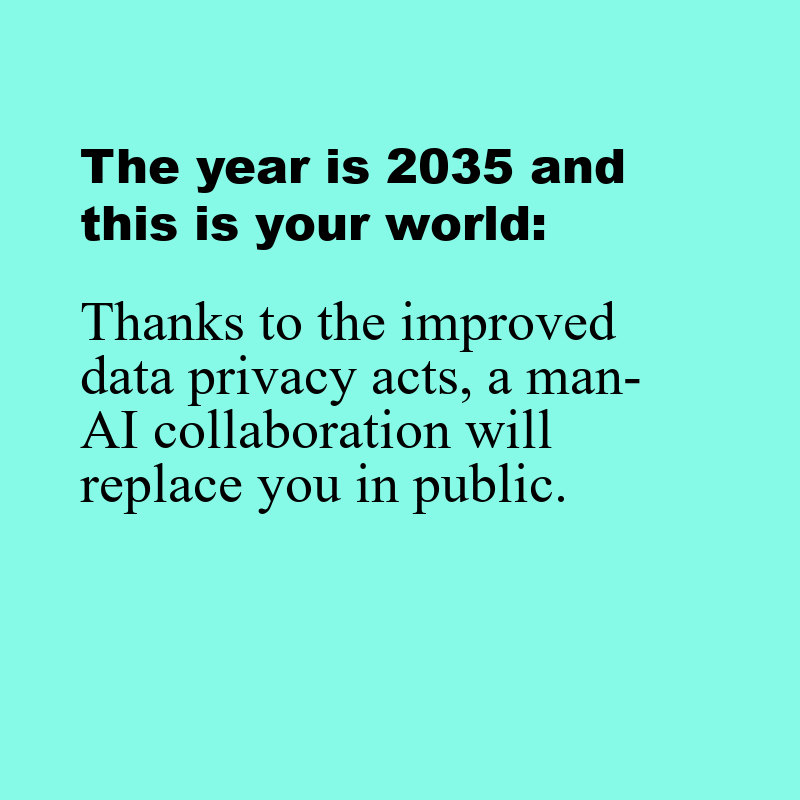 The year is 2035 and
this is your world:
Thanks to the improved
data privacy acts, a man-
AI collaboration will
replace you in public.